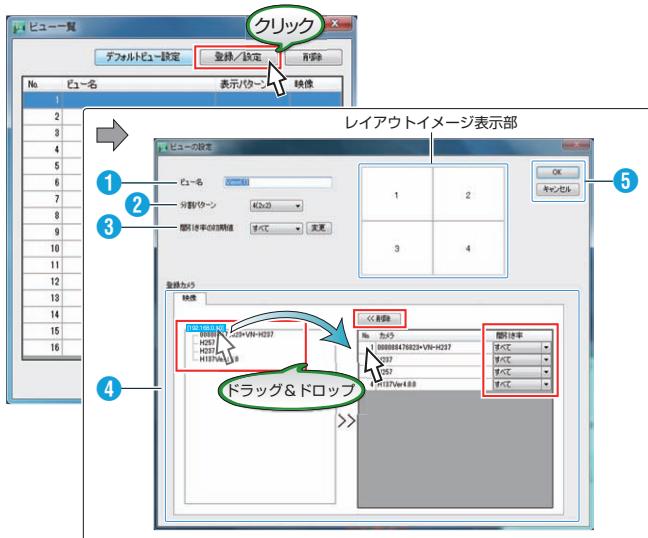 ビュー一覧
クリック
デフォルトビュー設定 登録/設定 削除
No. ビュー名 表示パターン 映像
1
2
3
4
5
6
7
8
9
10
11
12
13
14
15
16
レイアウトイメージ表示部
ビューの設定
1 ビュー名
2 分割パターン 4(2x2)
3 間引き率の初期値 すべて 変更
1 2
3 4
OK
キャンセル
5
登録カメラ
映像
4
<< 削除
H257
H237
ドラッグ&ドロップ
>>
No カメラ 間引き率
1 008088476823+VN-H237 すべて
H237 すべて
H257 すべて
4 H137Ver4.0.0 すべて